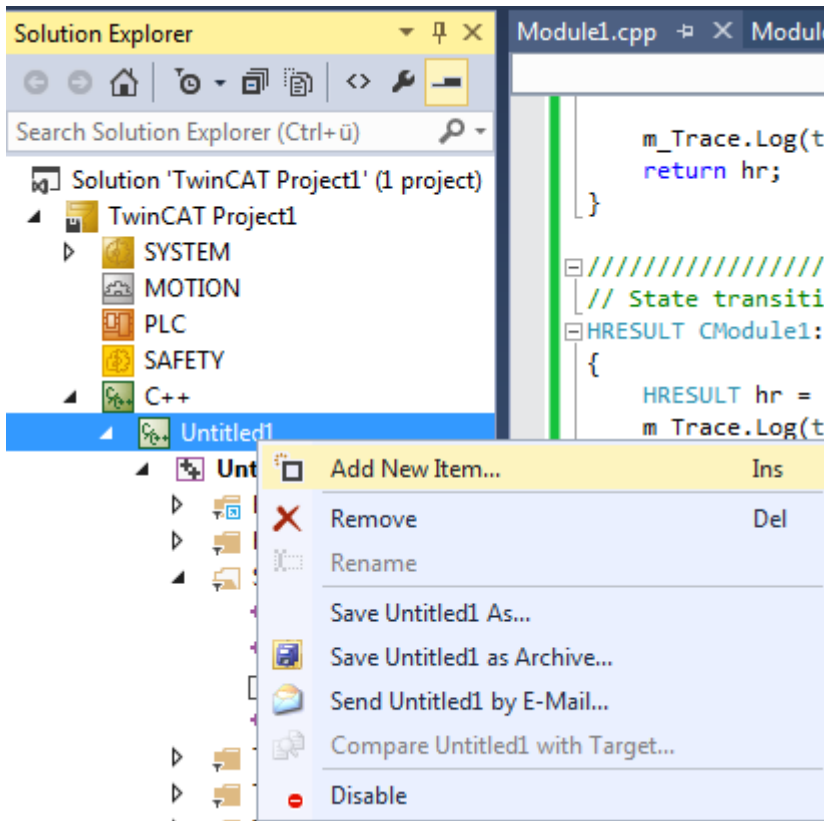 Solution Explorer
Module1.cpp
Search Solution Explorer (Ctrl+ü)
Solution 'TwinCAT Project1' (1 project)
TwinCAT Project1
SYSTEM
MOTION
PLC
SAFETY
C++
Untitled1
Add New Item... Ins
Remove Del
Rename
Save Untitled1 As...
Save Untitled1 as Archive...
Send Untitled1 by E-Mail...
Compare Untitled1 with Target...
Disable
m_Trace.Log(t
return hr;
}
/////////////////
// State transiti
HRESULT CModule1:
{
HRESULT hr =
m_Trace.Log(t